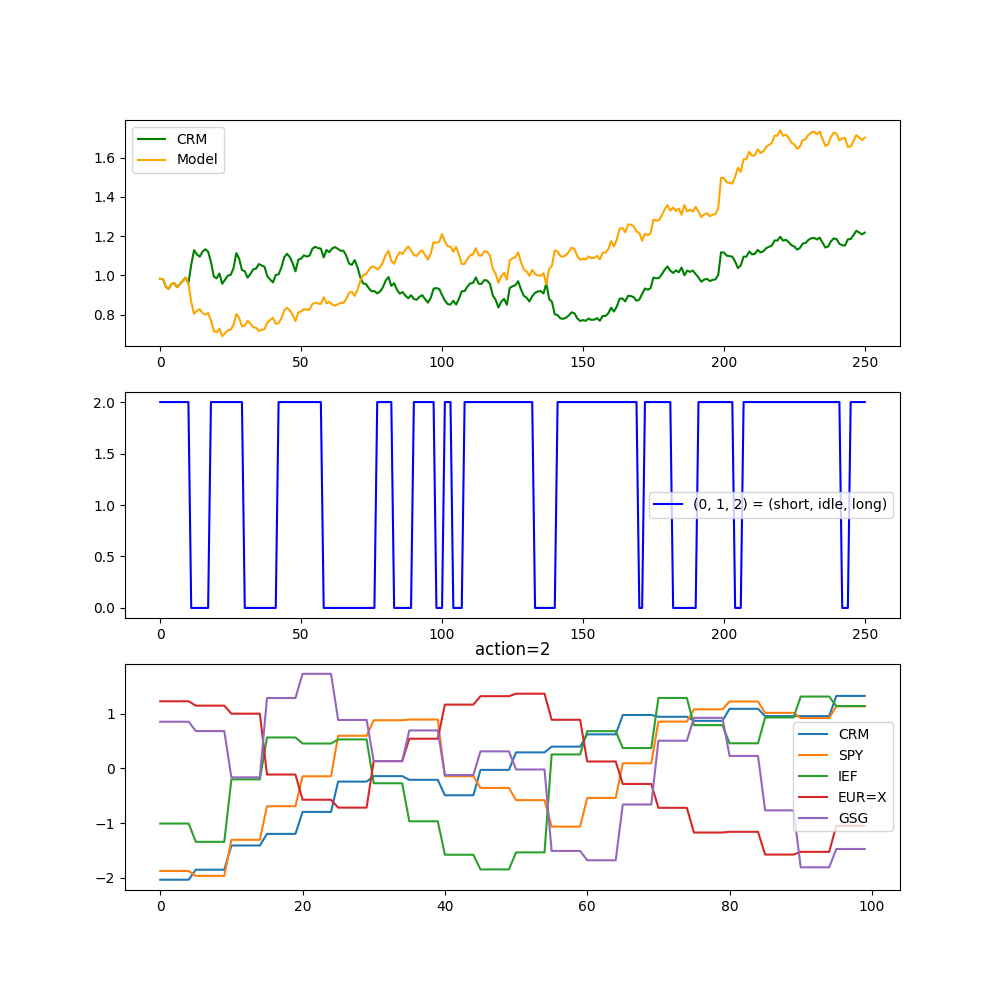 CRM
Model
1.6
1.4
1.2
1.0
0.8
0 50 100 150 200 250
2.0
1.5
1.0
0.5
0.0
(0, 1, 2) = (short, idle, long)
0 50 100 150 200 250
action=2
1
0
−1
−2
CRM
SPY
IEF
EUR=X
GSG
0 20 40 60 80 100